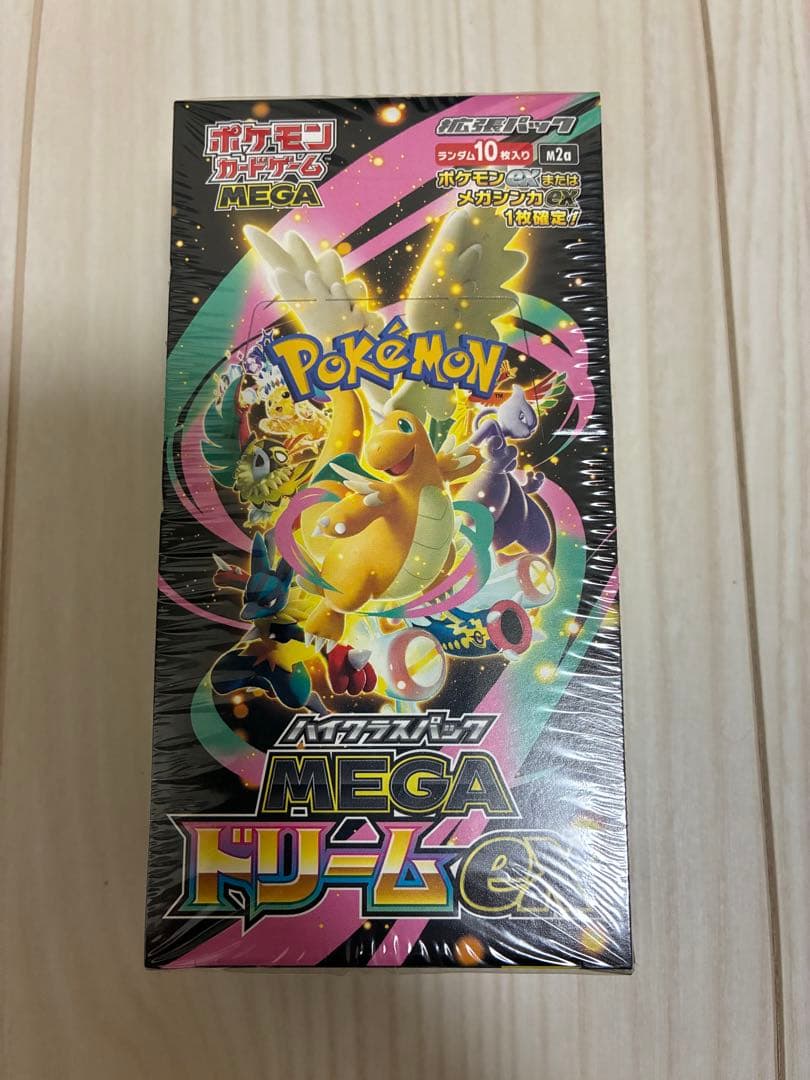 ポケモン
カードゲーム
MEGA
拡張パック
ランダム10枚入り M2a
ポケモンexまたは
メガシンカex
1枚確定!
POKéMON
TM
ハイクラスパック
MEGA
ドリームex